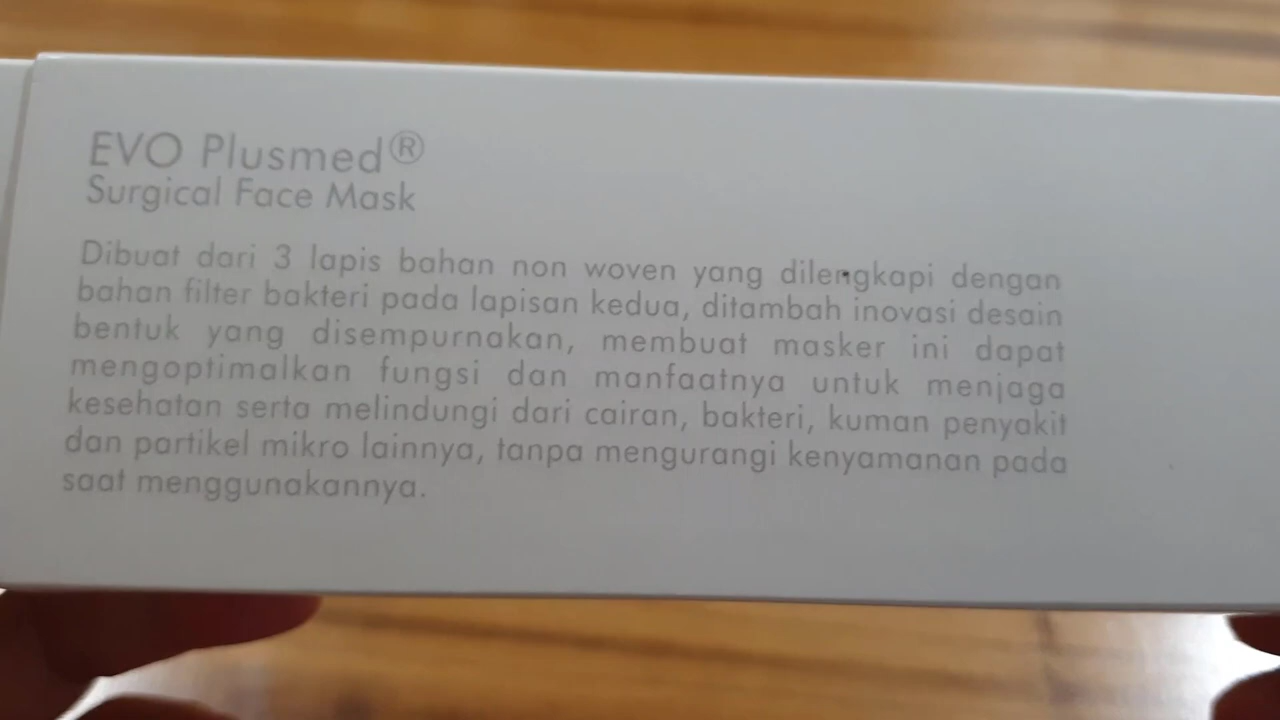 EVO Plusmed®
Surgical Face Mask
Dibuat dari 3 lapis bahan non woven yang dilengkapi dengan
bahan filter bakteri pada lapisan kedua, ditambah inovasi desain
bentuk yang disempurnakan, membuat masker ini dapat
mengoptimalkan fungsi dan manfaatnya untuk menjaga
kesehatan serta melindungi dari cairan, bakteri, kuman penyakit
dan partikel mikro lainnya, tanpa mengurangi kenyamanan pada
saat menggunakannya.